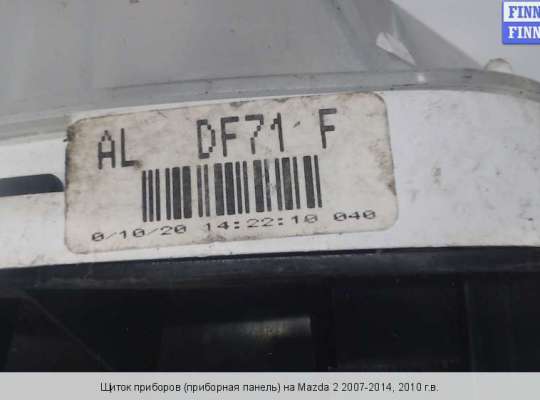 FINN
FINN
AL DF71 F
0/10/20 14:22:10 040
Щиток приборов (приборная панель) на Mazda 2 2007-2014, 2010 г.в.